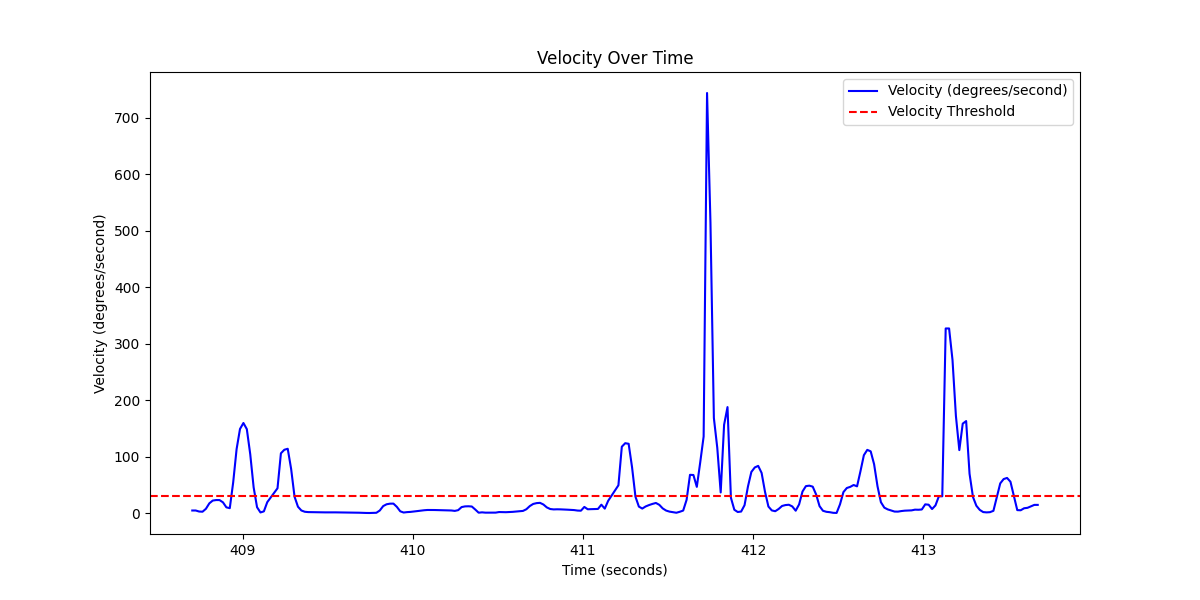 Velocity Over Time
Velocity (degrees/second)
Velocity Threshold
Velocity (degrees/second)
700
600
500
400
300
200
100
0
409
410
411
412
413
Time (seconds)